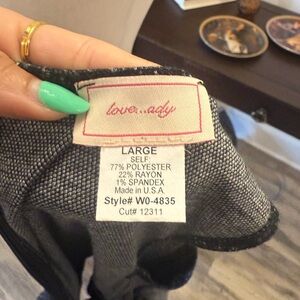 love...ady
LARGE
SELF:
77% POLYESTER
22% RAYON
1% SPANDEX
Made in U.S.A.
Style# W0-4835
Cut# 12311